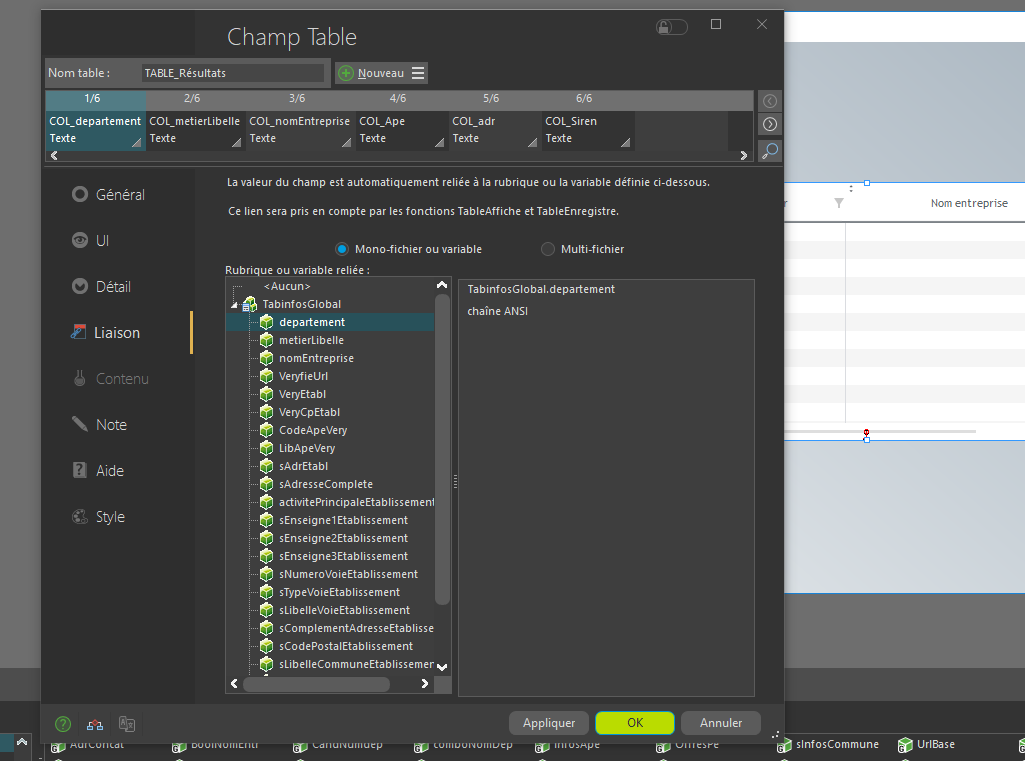 Champ Table
Nom table :
TABLE_Résultats
Nouveau
1/6
2/6
3/6
4/6
5/6
6/6
COL_departement
COL_metierLibelle
COL_nomEntreprise
COL_Ape
COL_adr
COL_Siren
Texte
Texte
Texte
Texte
Texte
Texte
Général
UI
Détail
Liaison
Contenu
Note
Aide
Style
La valeur du champ est automatiquement reliée à la rubrique ou la variable définie ci-dessous.
Ce lien sera pris en compte par les fonctions TableAffiche et TableEnregistre.
Mono-fichier ou variable
Multi-fichier
Rubrique ou variable reliée :
<Aucun>
TabinfosGlobal
departement
metierLibelle
nomEntreprise
VeryfieUrl
VeryEtabl
VeryCpEtabl
CodeApeVery
LibApeVery
sAdrEtabl
sAdresseComplete
activitePrincipaleEtablissement
sEnseigne1Etablissement
sEnseigne2Etablissement
sEnseigne3Etablissement
sNumeroVoieEtablissement
sTypeVoieEtablissement
sLibelleVoieEtablissement
sComplementAdresseEtablisse
sCodePostalEtablissement
sLibelleCommuneEtablissemen
TabinfosGlobal.departement
chaîne ANSI
Appliquer
OK
Annuler
r
Nom entreprise
AdrContat
BoolNomEntr
CandNumdep
comboNomDep
InfosApe
OffresPe
sInfosCommune
UrlBase